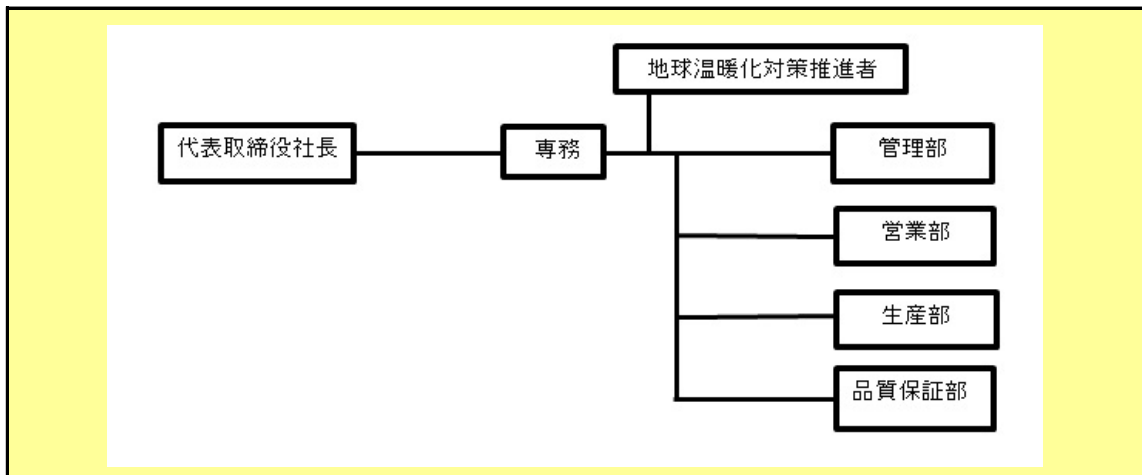 地球温暖化対策推進者
代表取締役社長
専務
管理部
営業部
生産部
品質保証部